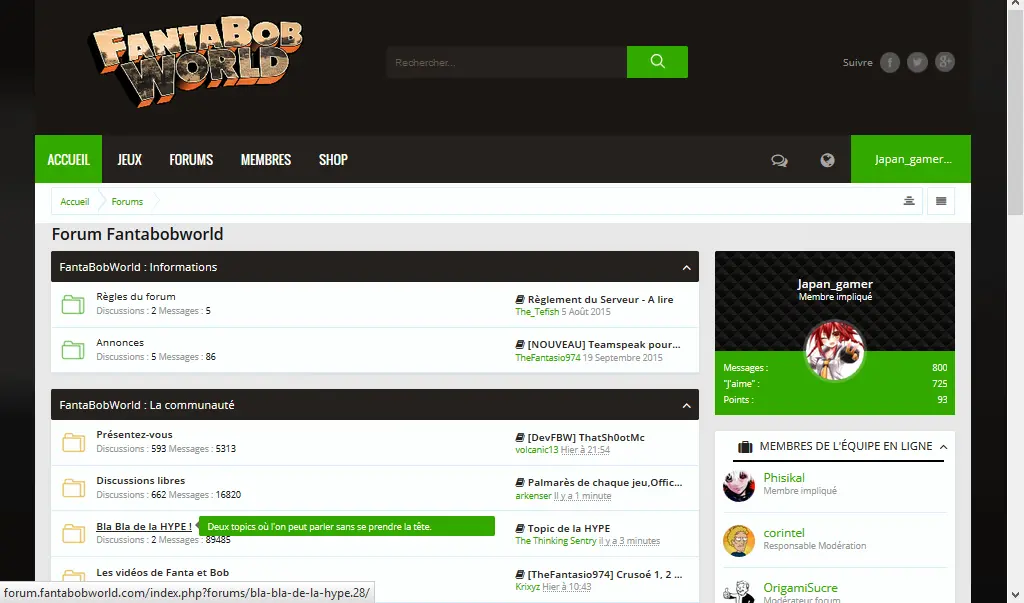 FANTABOB
WORLD
Rechercher...
Suivre
ACCUEIL JEUX FORUMS MEMBRES SHOP
Japan_gamer...
Accueil Forums
Forum Fantabobworld
FantaBobWorld : Informations
Règles du forum
Discussions : 2 Messages : 5
Règlement du Serveur - A lire
The_Tefish 5 Août 2015
Annonces
Discussions : 5 Messages : 86
[NOUVEAU] Teamspeak pour...
TheFantasio974 19 Septembre 2015
FantaBobWorld : La communauté
Présentez-vous
Discussions : 593 Messages : 5313
[DevFBW] ThatSh0otMc
volcanic13 Hier à 21:54
Discussions libres
Discussions : 662 Messages : 16820
Palmarès de chaque jeu,Offic...
arkenser il y a 1 minute
Bla Bla de la HYPE !
Deux topics où l'on peut parler sans se prendre la tête.
Discussions : 2 Messages : 89485
Topic de la HYPE
The Thinking Sentry il y a 3 minutes
Les vidéos de Fanta et Bob
[TheFantasio974] Crusoé 1, 2 ...
Krixyz Hier à 10:43
Japan_gamer
Membre impliqué
Messages : 800
"J'aime" : 725
Points : 93
MEMBRES DE L'ÉQUIPE EN LIGNE
Phisikal
Membre impliqué
corintel
Responsable Modération
OrigamiSucre
Modérateur forum
forum.fantabobworld.com/index.php?forums/bla-bla-de-la-hype.28/